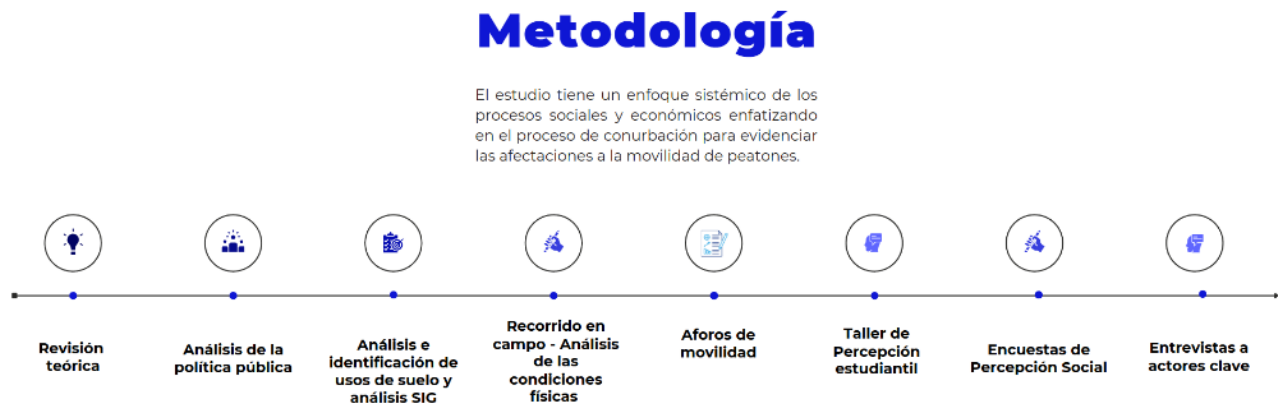 Metodología
El estudio tiene un enfoque sistémico de los
procesos sociales y económicos enfatizando
en el proceso de conurbación para evidenciar
las afectaciones a la movilidad de peatones.
Revisión
teórica
Análisis de la
política pública
Análisis e
identificación de
usos de suelo y
análisis SIG
Recorrido en
campo - Análisis
de las
condiciones
físicas
Aforos de
movilidad
Taller de
Percepción
estudiantil
Encuestas de
Percepción Social
Entrevistas a
actores clave